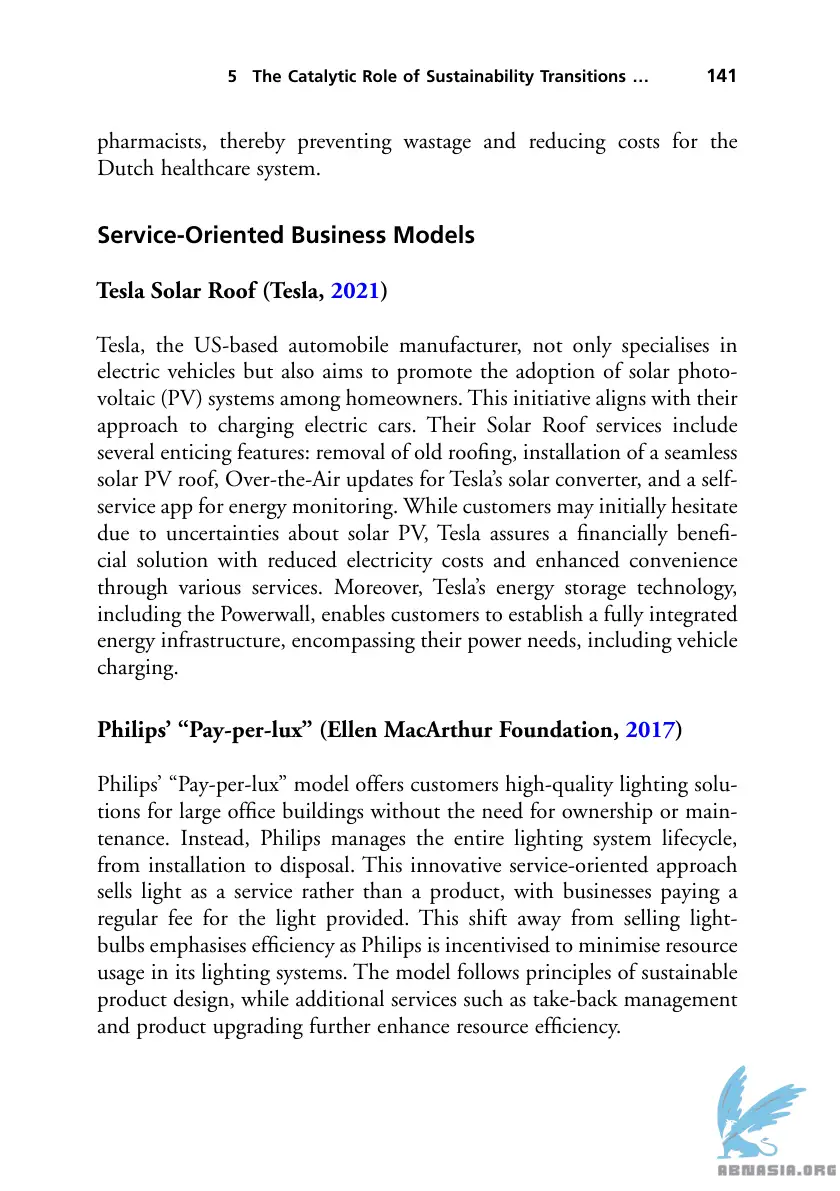 5 The Catalytic Role of Sustainability Transitions … 141
pharmacists, thereby preventing wastage and reducing costs for the
Dutch healthcare system.
Service-Oriented Business Models
Tesla Solar Roof (Tesla, 2021)
Tesla, the US-based automobile manufacturer, not only specialises in
electric vehicles but also aims to promote the adoption of solar photo-
voltaic (PV) systems among homeowners. This initiative aligns with their
approach to charging electric cars. Their Solar Roof services include
several enticing features: removal of old roofing, installation of a seamless
solar PV roof, Over-the-Air updates for Tesla’s solar converter, and a self-
service app for energy monitoring. While customers may initially hesitate
due to uncertainties about solar PV, Tesla assures a financially benefi-
cial solution with reduced electricity costs and enhanced convenience
through various services. Moreover, Tesla’s energy storage technology,
including the Powerwall, enables customers to establish a fully integrated
energy infrastructure, encompassing their power needs, including vehicle
charging.
Philips’ “Pay-per-lux” (Ellen MacArthur Foundation, 2017)
Philips’ “Pay-per-lux” model offers customers high-quality lighting solu-
tions for large office buildings without the need for ownership or main-
tenance. Instead, Philips manages the entire lighting system lifecycle,
from installation to disposal. This innovative service-oriented approach
sells light as a service rather than a product, with businesses paying a
regular fee for the light provided. This shift away from selling light-
bulbs emphasises efficiency as Philips is incentivised to minimise resource
usage in its lighting systems. The model follows principles of sustainable
product design, while additional services such as take-back management
and product upgrading further enhance resource efficiency.
ABNASIA.ORG